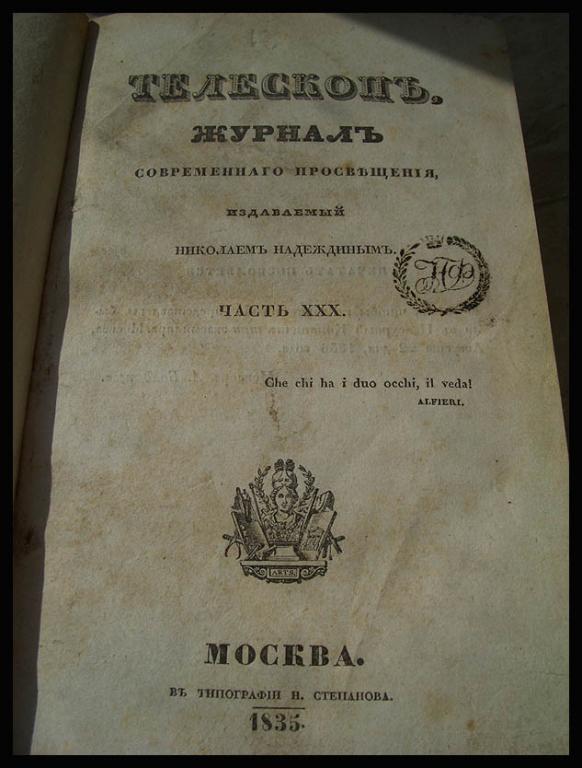 ТЕЛЕСКОПЪ,
ЖУРНАЛЪ
СОВРЕМЕННАГО ПРОСВѢЩЕНІЯ,
ИЗДАВАЕМЫЙ
НИКОЛАЕМЪ НАДЕЖДИНЫМЪ.
ЧАСТЬ XXX.
Che chi ha i duo occhi, il veda!
ALFIERI.
МОСКВА.
ВЪ ТИПОГРАФІИ Н. СТЕПАНОВА.
1835.